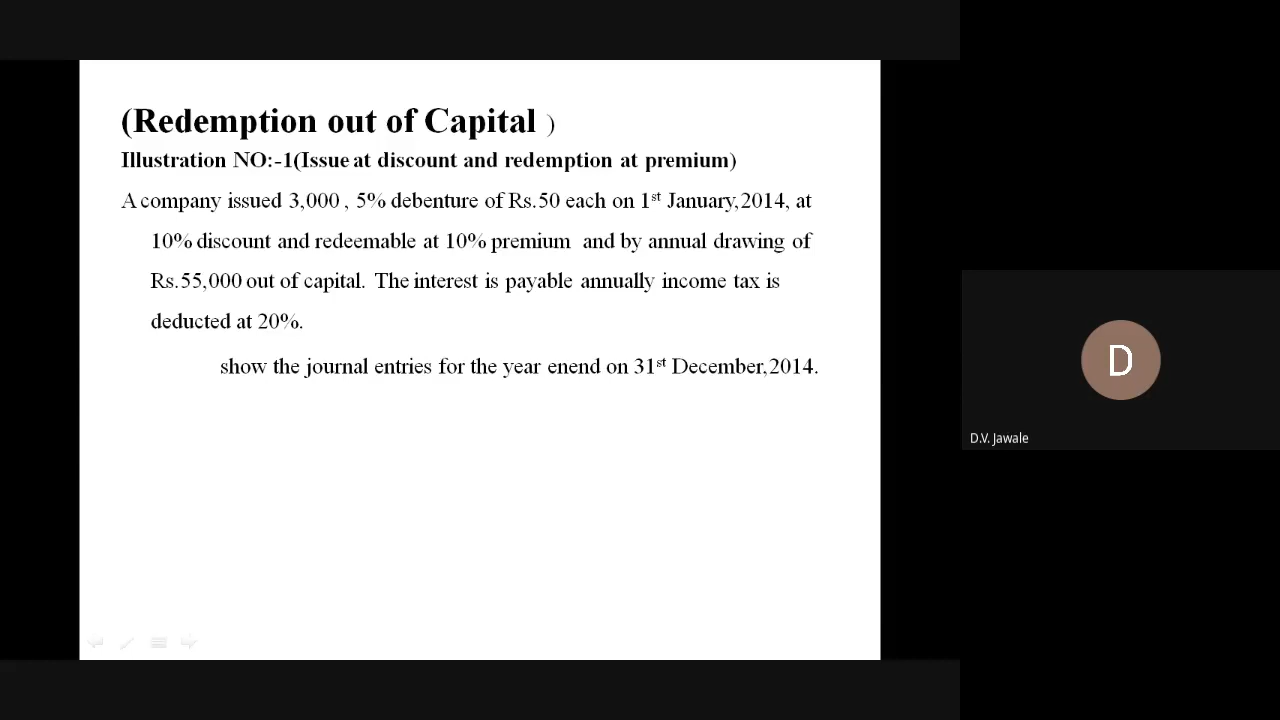 (Redemption out of Capital )
Illustration NO:-1(Issue at discount and redemption at premium)
A company issued 3,000 , 5% debenture of Rs.50 each on 1st January,2014, at
10% discount and redeemable at 10% premium and by annual drawing of
Rs.55,000 out of capital. The interest is payable annually income tax is
deducted at 20%.
show the journal entries for the year enend on 31st December,2014.
D
D.V. Jawale